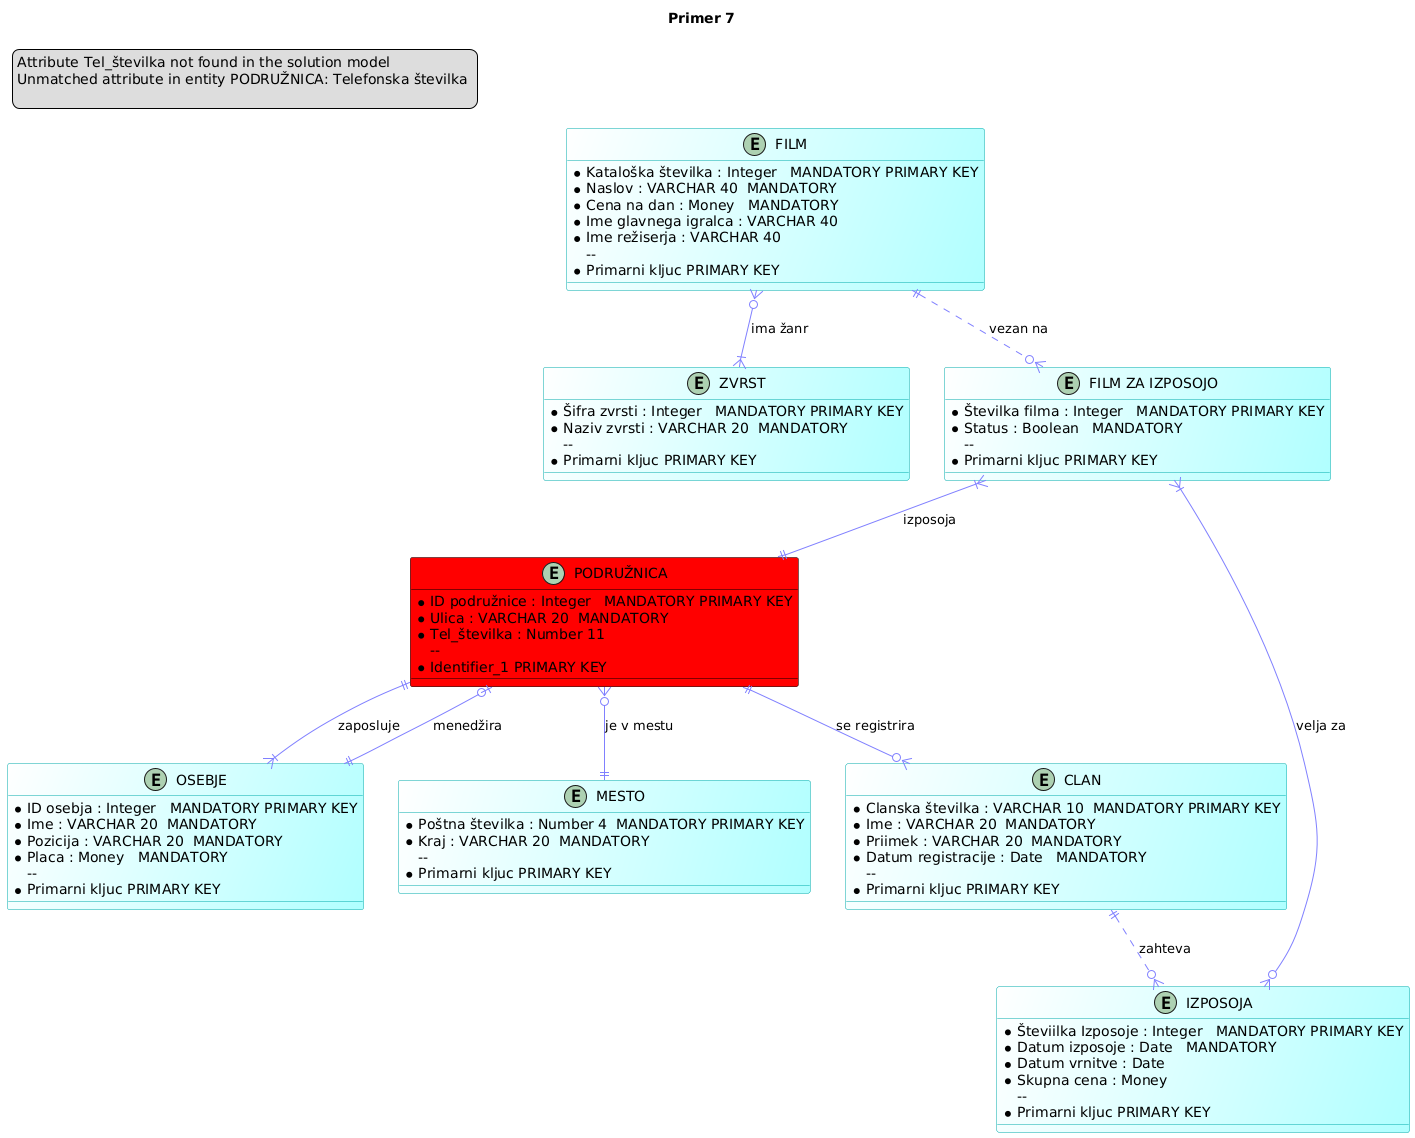 Primer 7
Attribute Tel_številka not found in the solution model
Unmatched attribute in entity PODRUŽNICA: Telefonska številka
E FILM
Kataloška številka : Integer   MANDATORY PRIMARY KEY
Naslov : VARCHAR 40  MANDATORY
Cena na dan : Money   MANDATORY
Ime glavnega igralca : VARCHAR 40
Ime režiserja : VARCHAR 40
--
Primarni kljuc PRIMARY KEY
ima žanr
vezan na
E ZVRST
Šifra zvrsti : Integer   MANDATORY PRIMARY KEY
Naziv zvrsti : VARCHAR 20  MANDATORY
--
Primarni kljuc PRIMARY KEY
E FILM ZA IZPOSOJO
Številka filma : Integer   MANDATORY PRIMARY KEY
Status : Boolean   MANDATORY
--
Primarni kljuc PRIMARY KEY
izposoja
E PODRUŽNICA
ID podružnice : Integer   MANDATORY PRIMARY KEY
Ulica : VARCHAR 20  MANDATORY
Tel_številka : Number 11
--
Identifier_1 PRIMARY KEY
zaposluje
menedžira
je v mestu
se registrira
velja za
E OSEBJE
ID osebja : Integer   MANDATORY PRIMARY KEY
Ime : VARCHAR 20  MANDATORY
Pozicija : VARCHAR 20  MANDATORY
Placa : Money   MANDATORY
--
Primarni kljuc PRIMARY KEY
E MESTO
Poštna številka : Number 4  MANDATORY PRIMARY KEY
Kraj : VARCHAR 20  MANDATORY
--
Primarni kljuc PRIMARY KEY
E CLAN
Clanska številka : VARCHAR 10  MANDATORY PRIMARY KEY
Ime : VARCHAR 20  MANDATORY
Priimek : VARCHAR 20  MANDATORY
Datum registracije : Date   MANDATORY
--
Primarni kljuc PRIMARY KEY
zahteva
E IZPOSOJA
Števiilka Izposoje : Integer   MANDATORY PRIMARY KEY
Datum izposoje : Date   MANDATORY
Datum vrnitve : Date
Skupna cena : Money
--
Primarni kljuc PRIMARY KEY